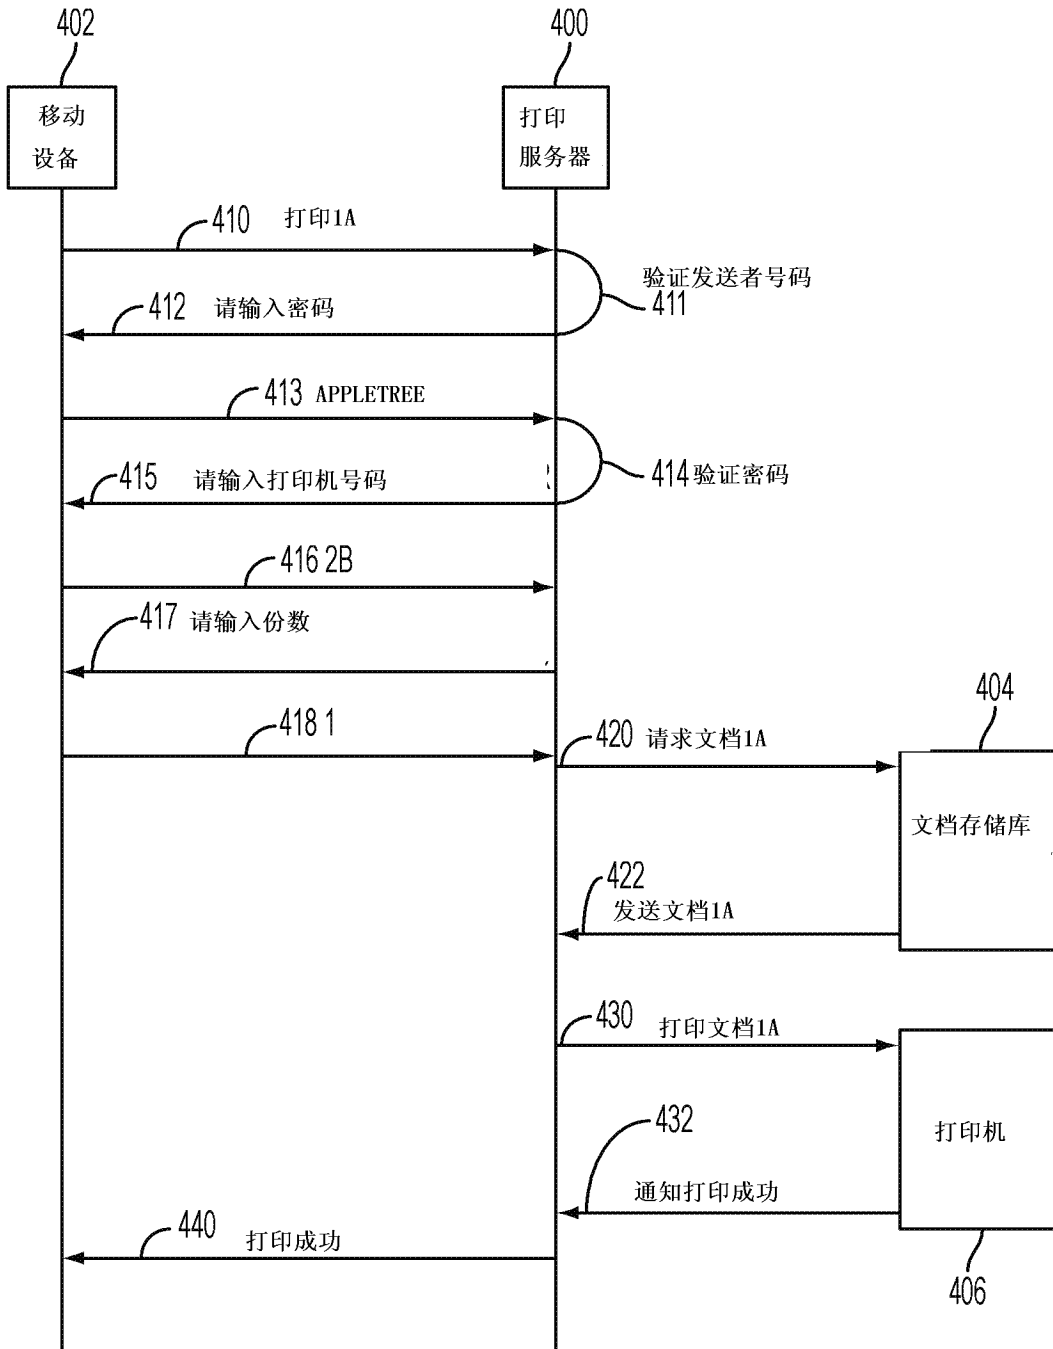 402
400
移动
设备
打印
服务器
410 打印1A
验证发送者号码
411
412 请输入密码
413 APPLETREE
414 验证密码
415 请输入打印机号码
416 2B
417 请输入份数
404
418 1
420 请求文档1A
文档存储库
422
发送文档1A
430 打印文档1A
432
打印机
通知打印成功
440 打印成功
406